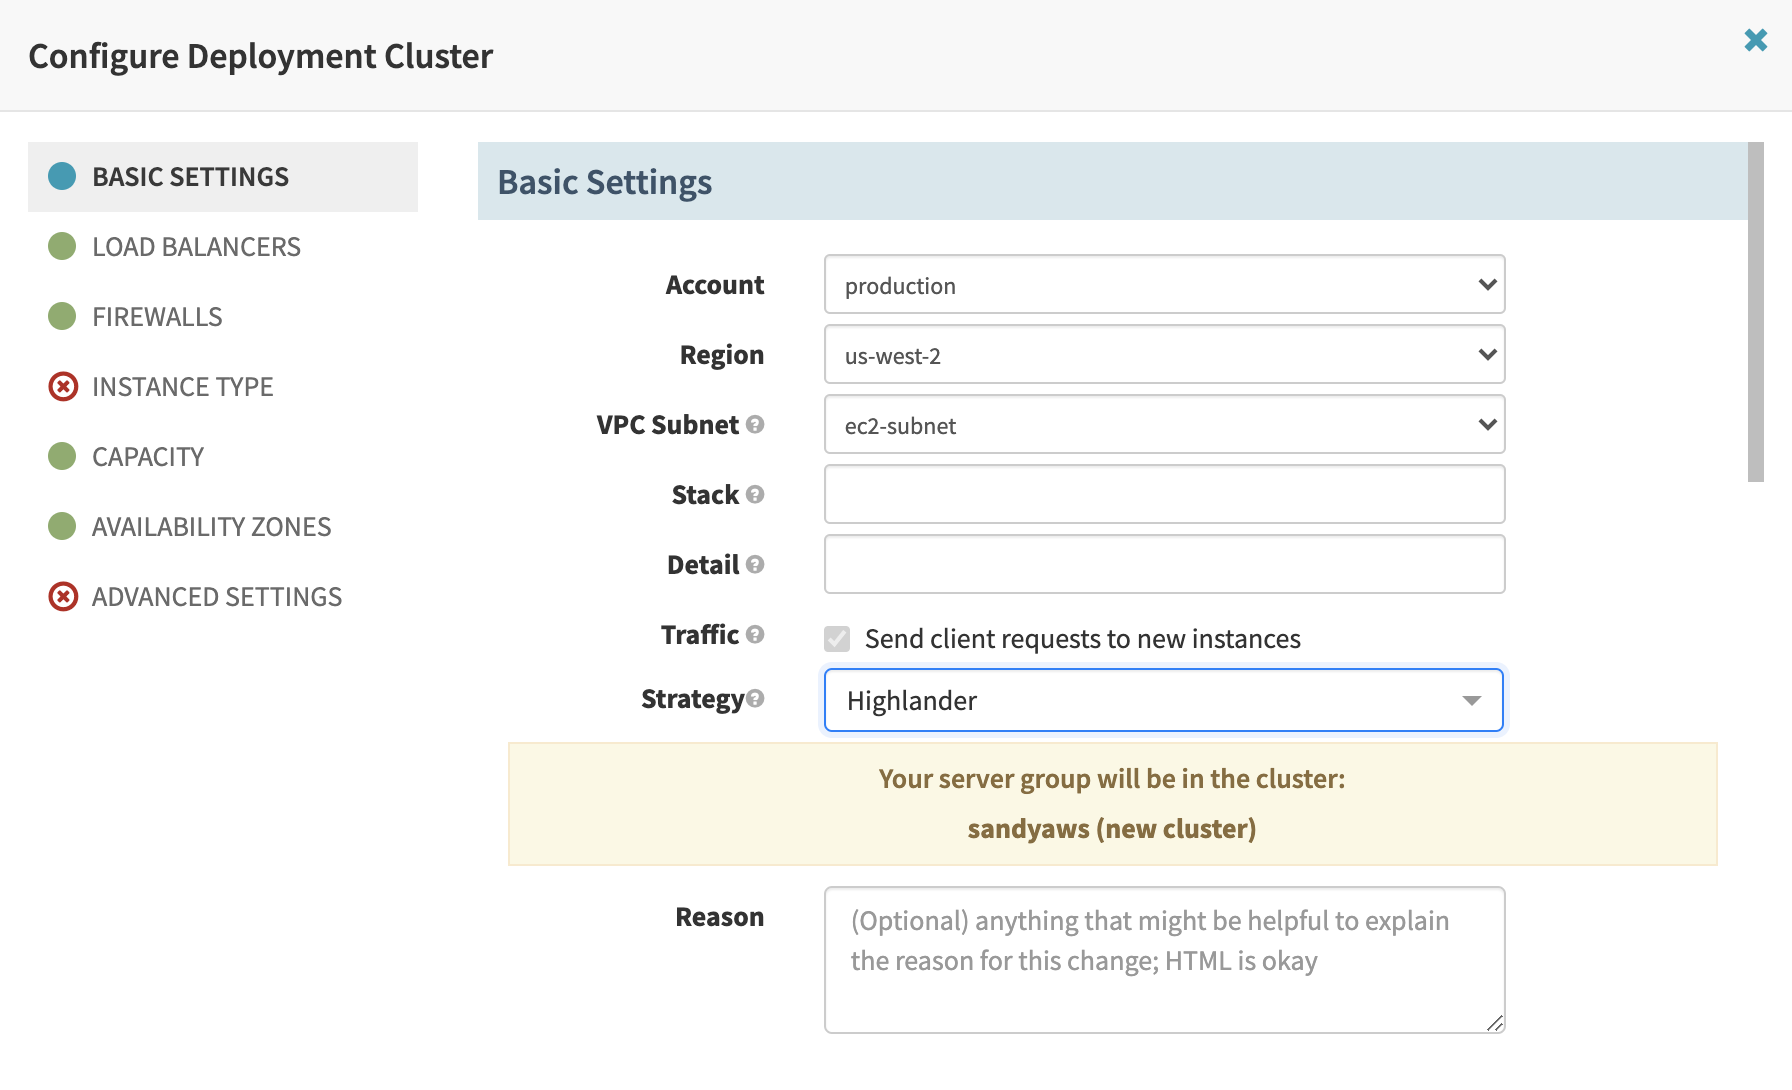 Configure Deployment Cluster
BASIC SETTINGS
LOAD BALANCERS
FIREWALLS
INSTANCE TYPE
CAPACITY
AVAILABILITY ZONES
ADVANCED SETTINGS
Basic Settings
Account production
Region us-west-2
VPC Subnet ? ec2-subnet
Stack ?
Detail ?
Traffic ? Send client requests to new instances
Strategy ? Highlander
Your server group will be in the cluster:
sandyaws (new cluster)
Reason (Optional) anything that might be helpful to explain
the reason for this change; HTML is okay